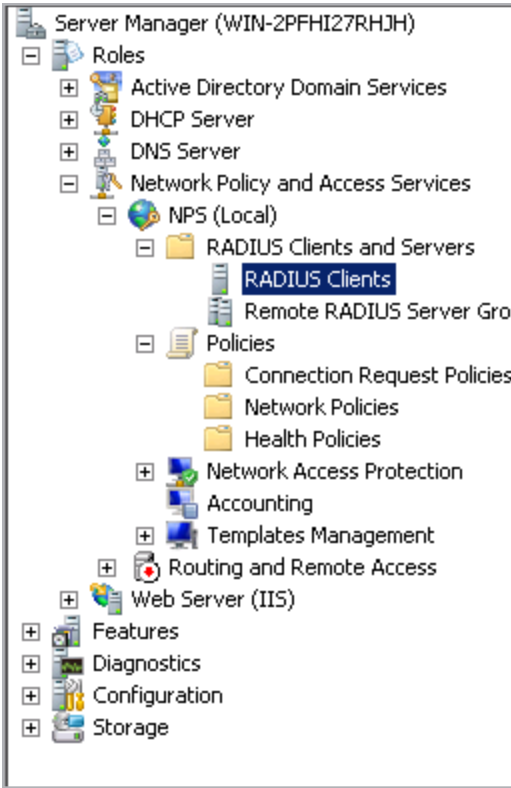 Server Manager (WIN-2PFHI27RHJH)
Roles
Active Directory Domain Services
DHCP Server
DNS Server
Network Policy and Access Services
NPS (Local)
RADIUS Clients and Servers
RADIUS Clients
Remote RADIUS Server Gro
Policies
Connection Request Policies
Network Policies
Health Policies
Network Access Protection
Accounting
Templates Management
Routing and Remote Access
Web Server (IIS)
Features
Diagnostics
Configuration
Storage